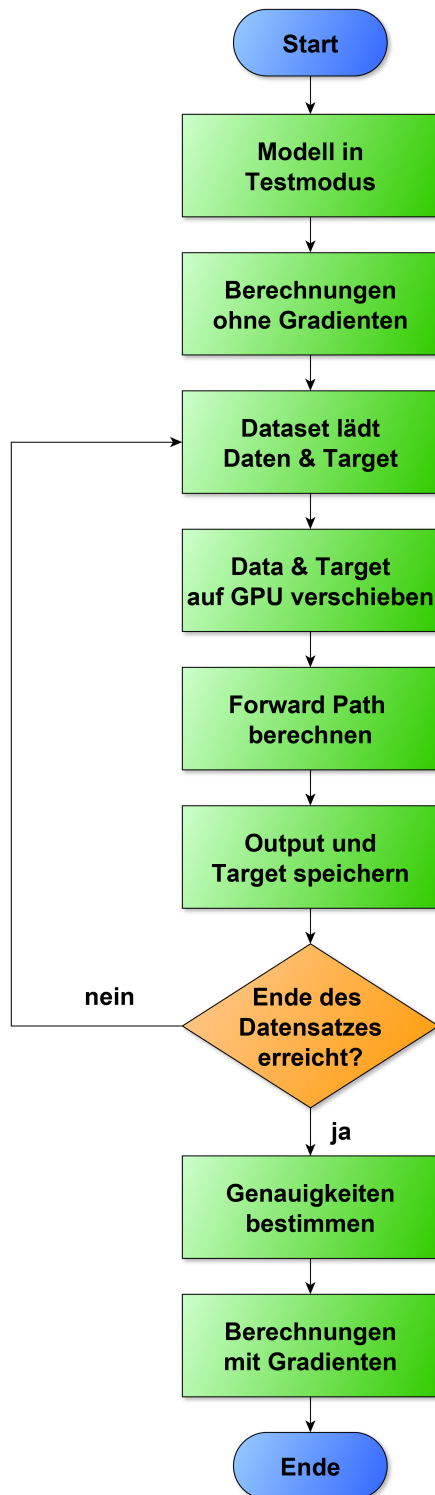 Start
Modell in
Testmodus
Berechnungen
ohne Gradienten
Dataset lädt
Daten & Target
Data & Target
auf GPU verschieben
Forward Path
berechnen
Output und
Target speichern
nein
Ende des
Datensatzes
erreicht?
ja
Genauigkeiten
bestimmen
Berechnungen
mit Gradienten
Ende